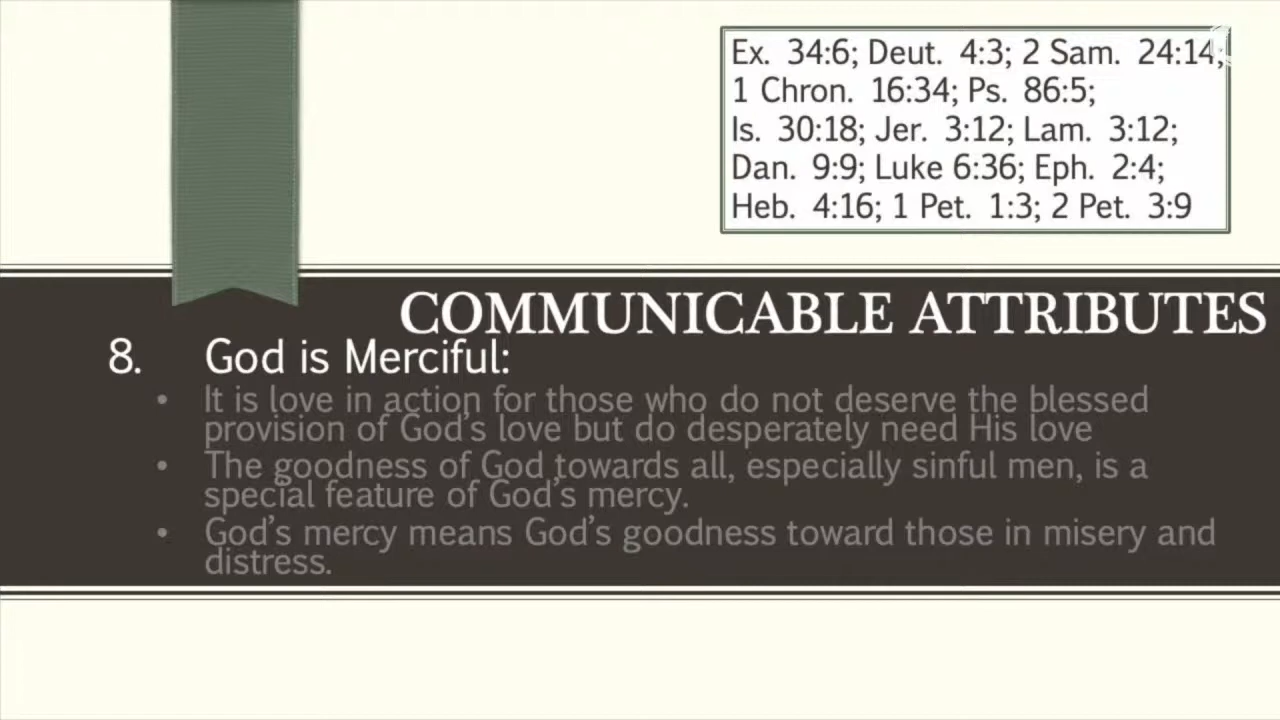 Ex. 34:6; Deut. 4:3; 2 Sam. 24:14;
1 Chron. 16:34; Ps. 86:5;
Is. 30:18; Jer. 3:12; Lam. 3:12;
Dan. 9:9; Luke 6:36; Eph. 2:4;
Heb. 4:16; 1 Pet. 1:3; 2 Pet. 3:9
COMMUNICABLE ATTRIBUTES
8. God is Merciful:
• It is love in action for those who do not deserve the blessed
provision of God’s love but do desperately need His love
• The goodness of God towards all, especially sinful men, is a
special feature of God’s mercy.
• God’s mercy means God’s goodness toward those in misery and
distress.